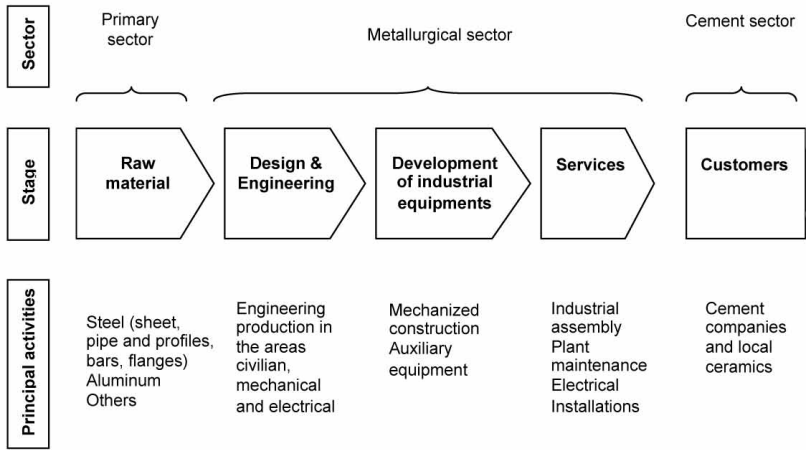 Sector
Primary
sector
Metallurgical sector
Cement sector
Stage
Raw
material
Design &
Engineering
Development
of industrial
equipments
Services
Customers
Principal activities
Steel (sheet,
pipe and profiles,
bars, flanges)
Aluminum
Others
Engineering
production in
the areas
civilian,
mechanical
and electrical
Mechanized
construction
Auxiliary
equipment
Industrial
assembly
Plant
maintenance
Electrical
Installations
Cement
companies
and local
ceramics